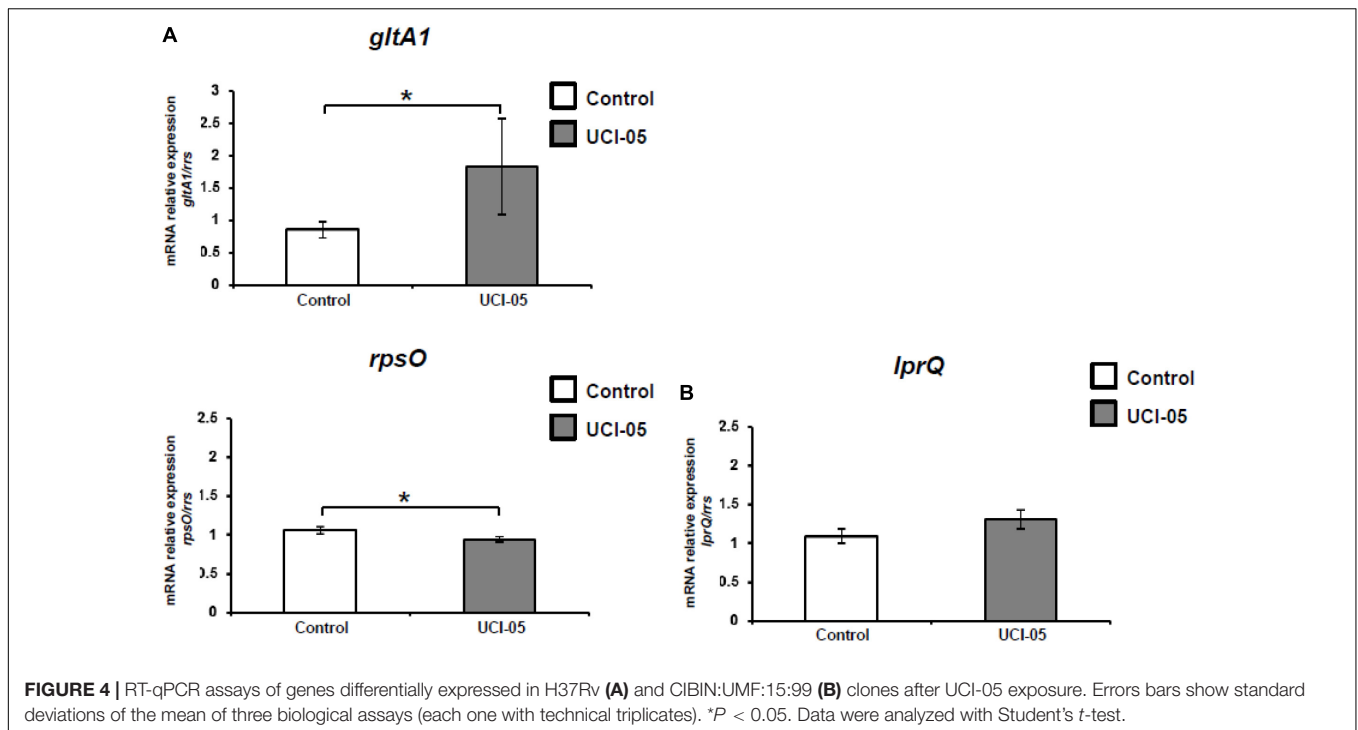 A
gltA1
mRNA relative expression
gltA1/rrs
3
2.5
2
1.5
1
0.5
0
*
Control
UCI-05
Control
UCI-05
rpsO
mRNA relative expression
rpsO/rrs
2.5
2
1.5
1
0.5
0
*
Control
UCI-05
Control
UCI-05
B
lprQ
mRNA relative expression
lprQ/rrs
2.5
2
1.5
1
0.5
0
Control
UCI-05
Control
UCI-05
FIGURE 4 | RT-qPCR assays of genes differentially expressed in H37Rv (A) and CIBIN:UMF:15:99 (B) clones after UCI-05 exposure. Errors bars show standard
deviations of the mean of three biological assays (each one with technical triplicates). *P < 0.05. Data were analyzed with Student's t-test.